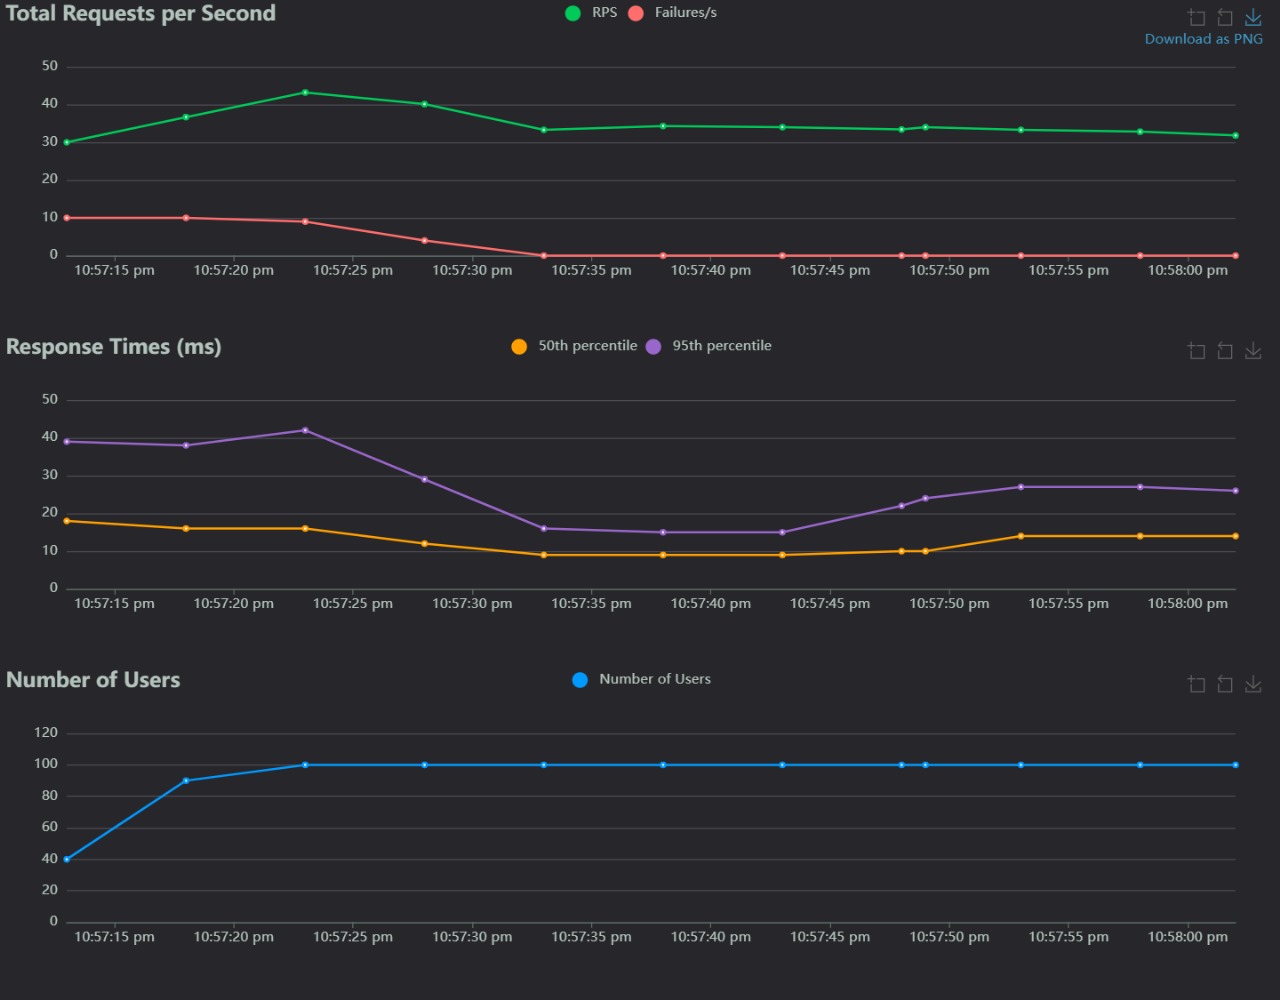 Total Requests per Second
RPS Failures/s
Download as PNG
50
40
30
20
10
0
10:57:15 pm 10:57:20 pm 10:57:25 pm 10:57:30 pm 10:57:35 pm 10:57:40 pm 10:57:45 pm 10:57:50 pm 10:57:55 pm 10:58:00 pm
Response Times (ms)
50th percentile 95th percentile
50
40
30
20
10
0
10:57:15 pm 10:57:20 pm 10:57:25 pm 10:57:30 pm 10:57:35 pm 10:57:40 pm 10:57:45 pm 10:57:50 pm 10:57:55 pm 10:58:00 pm
Number of Users
Number of Users
120
100
80
60
40
20
0
10:57:15 pm 10:57:20 pm 10:57:25 pm 10:57:30 pm 10:57:35 pm 10:57:40 pm 10:57:45 pm 10:57:50 pm 10:57:55 pm 10:58:00 pm